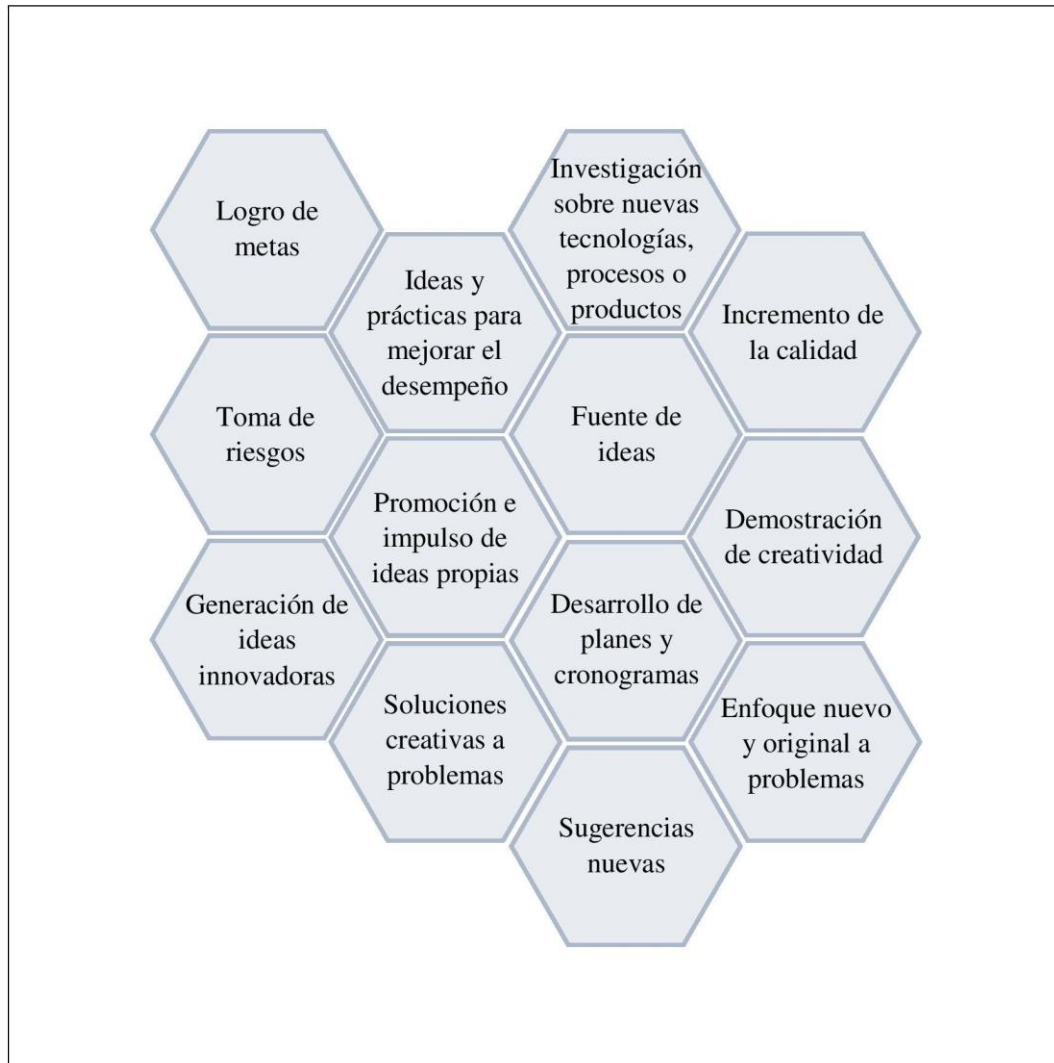 Logro de
metas
Investigación
sobre nuevas
tecnologías,
procesos o
productos
Ideas y
prácticas para
mejorar el
desempeño
Incremento de
la calidad
Toma de
riesgos
Fuente de
ideas
Promoción e
impulso de
ideas propias
Demostración
de creatividad
Generación de
ideas
innovadoras
Desarrollo de
planes y
cronogramas
Soluciones
creativas a
problemas
Enfoque nuevo
y original a
problemas
Sugerencias
nuevas